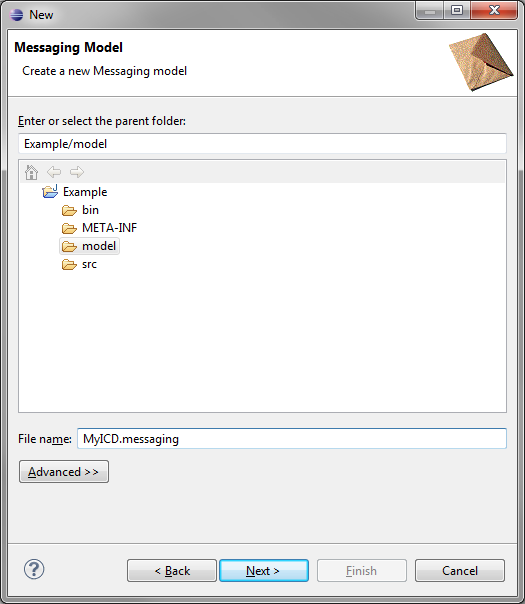 New
Messaging Model
Create a new Messaging model
Enter or select the parent folder:
Example/model
Example
bin
META-INF
model
src
File name: MyICD.messaging
Advanced >>
? < Back Next > Finish Cancel